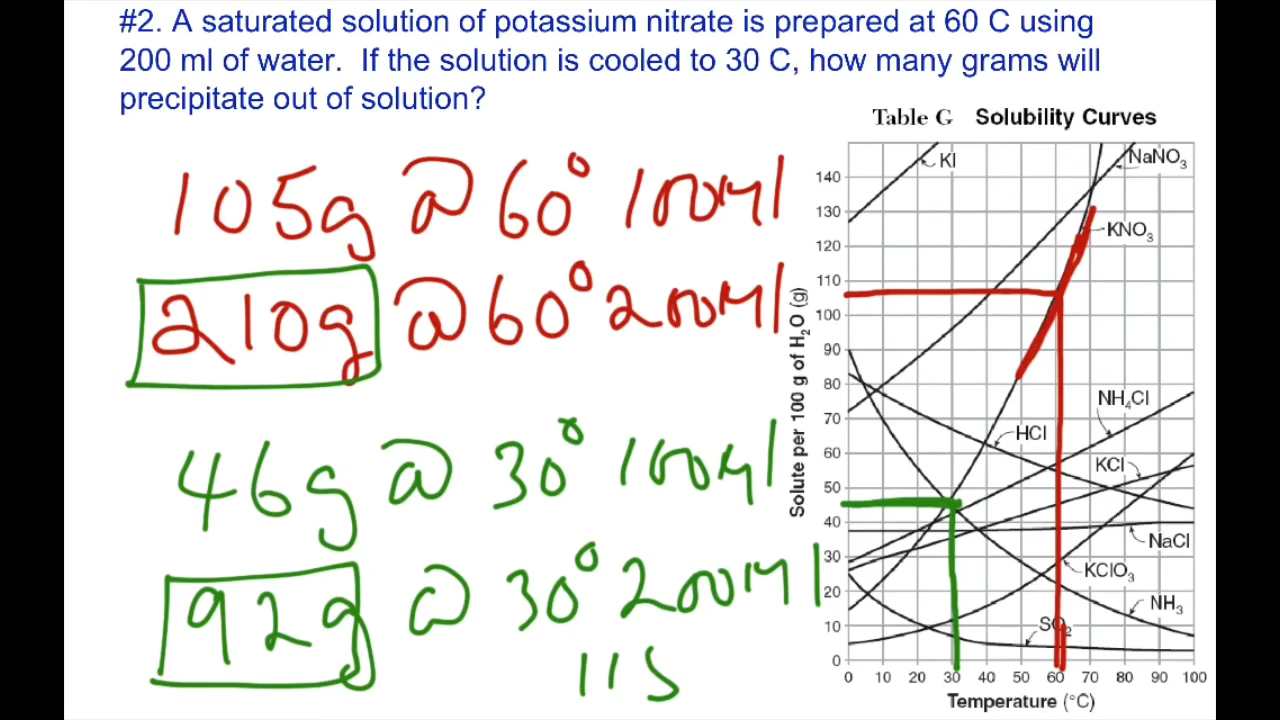 #2. A saturated solution of potassium nitrate is prepared at 60 C using
200 ml of water. If the solution is cooled to 30 C, how many grams will
precipitate out of solution?
105g @ 60° 100ml
210g @ 60° 200ml
46g @ 30° 100ml
92g @ 30° 200ml
118
Table G Solubility Curves
KI
NaNO₃
KNO₃
NH₄Cl
HCl
KCl
NaCl
KClO₃
NH₃
SO₂
Solute per 100 g of H₂O (g)
140
130
120
110
100
90
80
70
60
50
40
30
20
10
0
0 10 20 30 40 50 60 70 80 90 100
Temperature (°C)